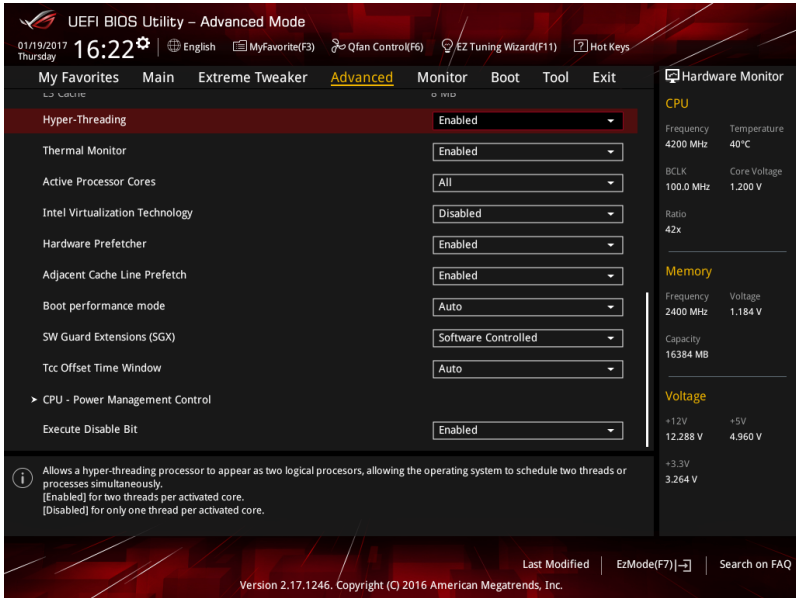 UEFI BIOS Utility – Advanced Mode
01/19/2017 Thursday 16:22 English MyFavorite(F3) Qfan Control(F6) EZ Tuning Wizard(F11) ? Hot Keys
My Favorites Main Extreme Tweaker Advanced Monitor Boot Tool Exit
L3 Cache 8 MB
Hyper-Threading Enabled
Thermal Monitor Enabled
Active Processor Cores All
Intel Virtualization Technology Disabled
Hardware Prefetcher Enabled
Adjacent Cache Line Prefetch Enabled
Boot performance mode Auto
SW Guard Extensions (SGX) Software Controlled
Tcc Offset Time Window Auto
> CPU - Power Management Control
Execute Disable Bit Enabled
Allows a hyper-threading processor to appear as two logical procesors, allowing the operating system to schedule two threads or
processes simultaneously.
[Enabled] for two threads per activated core.
[Disabled] for only one thread per activated core.
Hardware Monitor
CPU
Frequency Temperature
4200 MHz 40°C
BCLK Core Voltage
100.0 MHz 1.200 V
Ratio
42x
Memory
Frequency Voltage
2400 MHz 1.184 V
Capacity
16384 MB
Voltage
+12V +5V
12.288 V 4.960 V
+3.3V
3.264 V
Last Modified EzMode(F7) Search on FAQ
Version 2.17.1246. Copyright (C) 2016 American Megatrends, Inc.